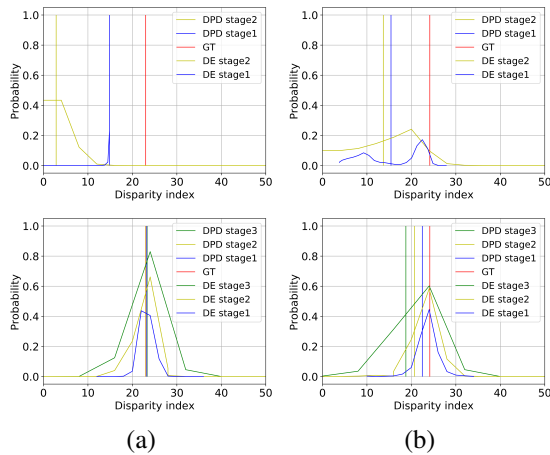 1.0
0.8
0.6
0.4
0.2
0.0
Probability
0 10 20 30 40 50
Disparity index
DPD stage2
DPD stage1
GT
DE stage2
DE stage1
1.0
0.8
0.6
0.4
0.2
0.0
Probability
0 10 20 30 40 50
Disparity index
DPD stage2
DPD stage1
GT
DE stage2
DE stage1
1.0
0.8
0.6
0.4
0.2
0.0
Probability
0 10 20 30 40 50
Disparity index
DPD stage3
DPD stage2
DPD stage1
GT
DE stage3
DE stage2
DE stage1
1.0
0.8
0.6
0.4
0.2
0.0
Probability
0 10 20 30 40 50
Disparity index
DPD stage3
DPD stage2
DPD stage1
GT
DE stage3
DE stage2
DE stage1
(a) (b)